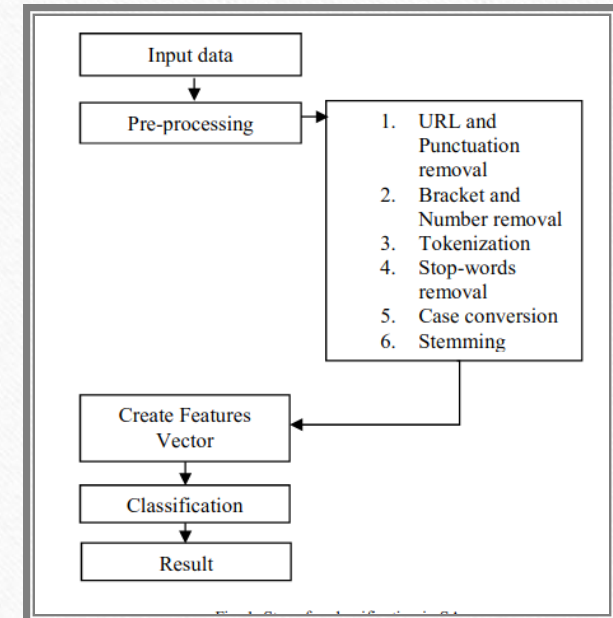 Input data
Pre-processing
1. URL and
Punctuation
removal
2. Bracket and
Number removal
3. Tokenization
4. Stop-words
removal
5. Case conversion
6. Stemming
Create Features
Vector
Classification
Result